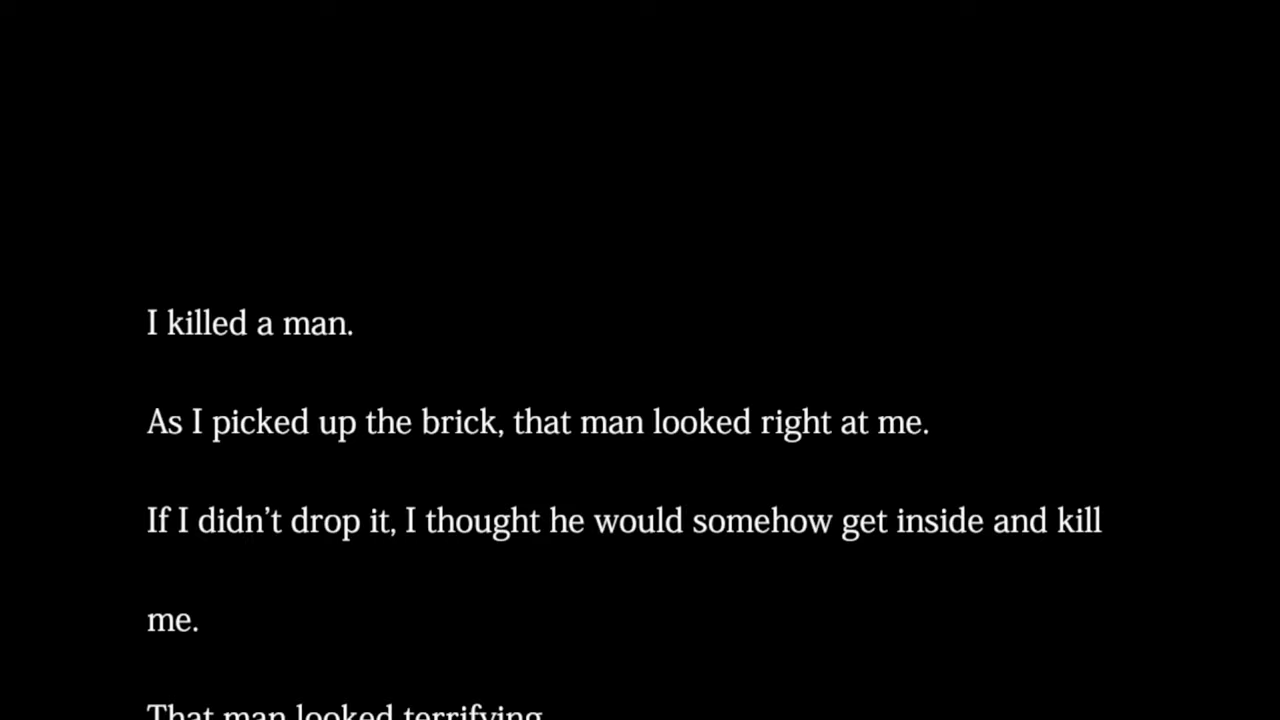 I killed a man.
As I picked up the brick, that man looked right at me.
If I didn’t drop it, I thought he would somehow get inside and kill
me.
That man looked terrifying